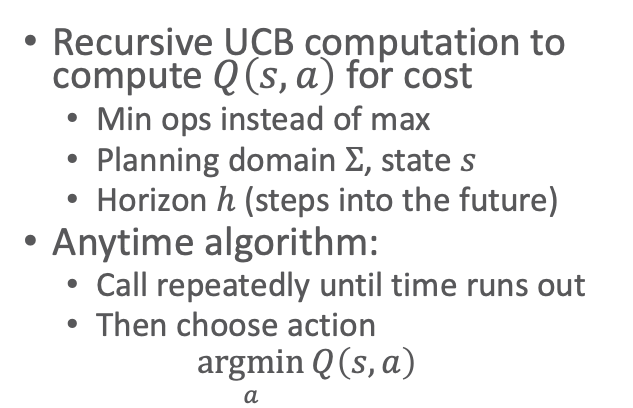 • Recursive UCB computation to
compute Q(s, a) for cost
• Min ops instead of max
• Planning domain Σ, state s
• Horizon h (steps into the future)
• Anytime algorithm:
• Call repeatedly until time runs out
• Then choose action
argmin Q(s, a)
a